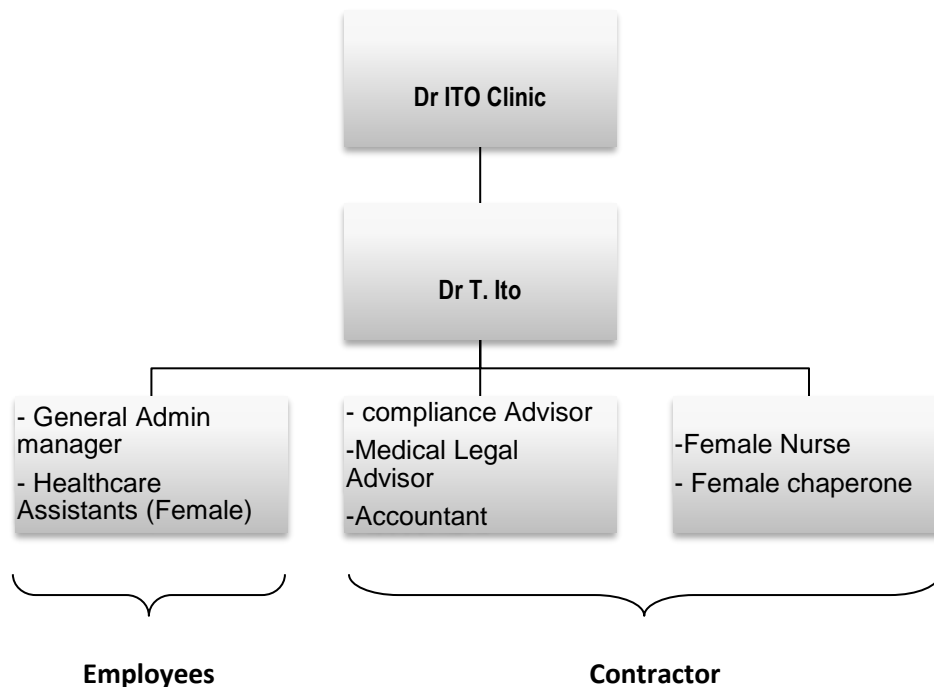 Dr ITO Clinic
Dr T. Ito
- General Admin
manager
- Healthcare
Assistants (Female)
- compliance Advisor
-Medical Legal
Advisor
-Accountant
-Female Nurse
- Female chaperone
Employees
Contractor